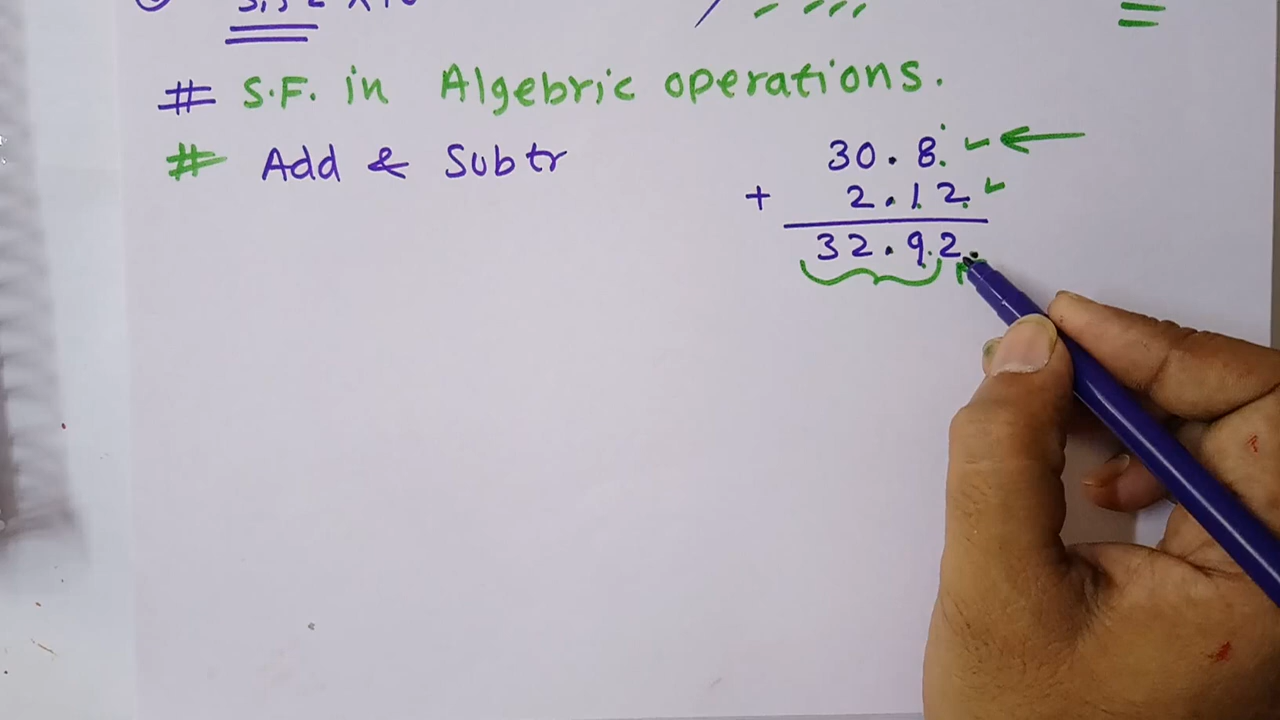 # S.F. in Algebric operations.
# Add & Subtr
30.8
+ 2.12
32.92